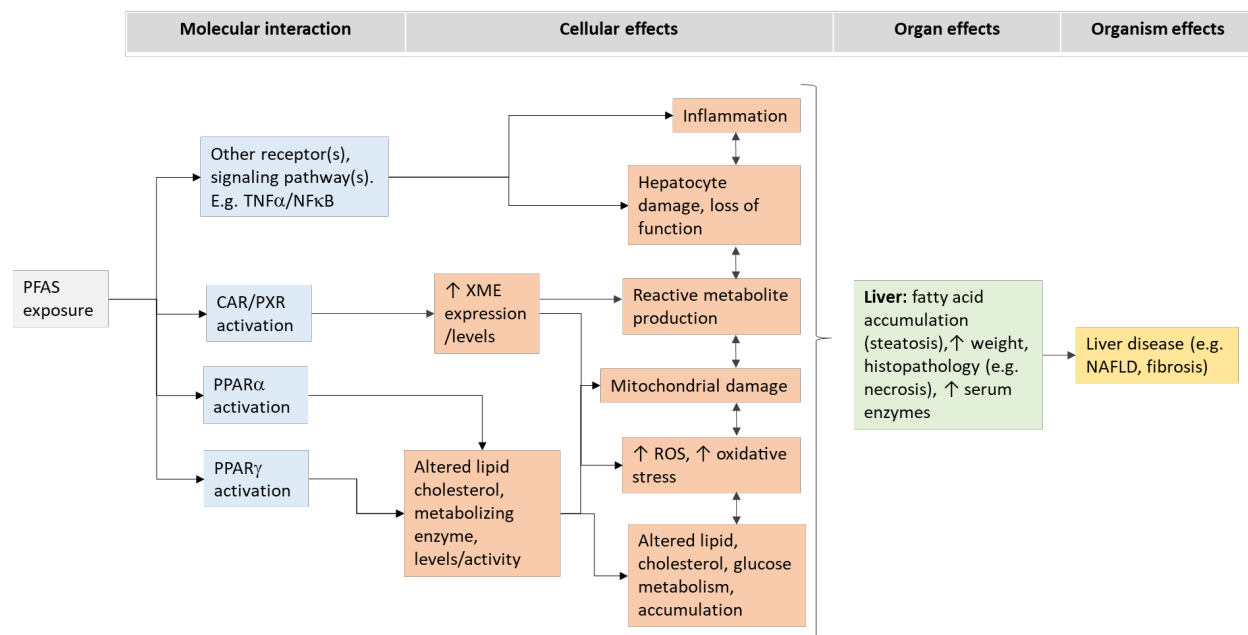 Molecular interaction
Cellular effects
Organ effects
Organism effects
PFAS
exposure
Other receptor(s),
signaling pathway(s).
E.g. TNFα/NFκB
CAR/PXR
activation
PPARα
activation
PPARγ
activation
↑ XME
expression
/levels
Altered lipid
cholesterol,
metabolizing
enzyme,
levels/activity
Inflammation
Hepatocyte
damage, loss of
function
Reactive metabolite
production
Mitochondrial damage
↑ ROS, ↑ oxidative
stress
Altered lipid,
cholesterol, glucose
metabolism,
accumulation
Liver: fatty acid
accumulation
(steatosis),↑ weight,
histopathology (e.g.
necrosis), ↑ serum
enzymes
Liver disease (e.g.
NAFLD, fibrosis)